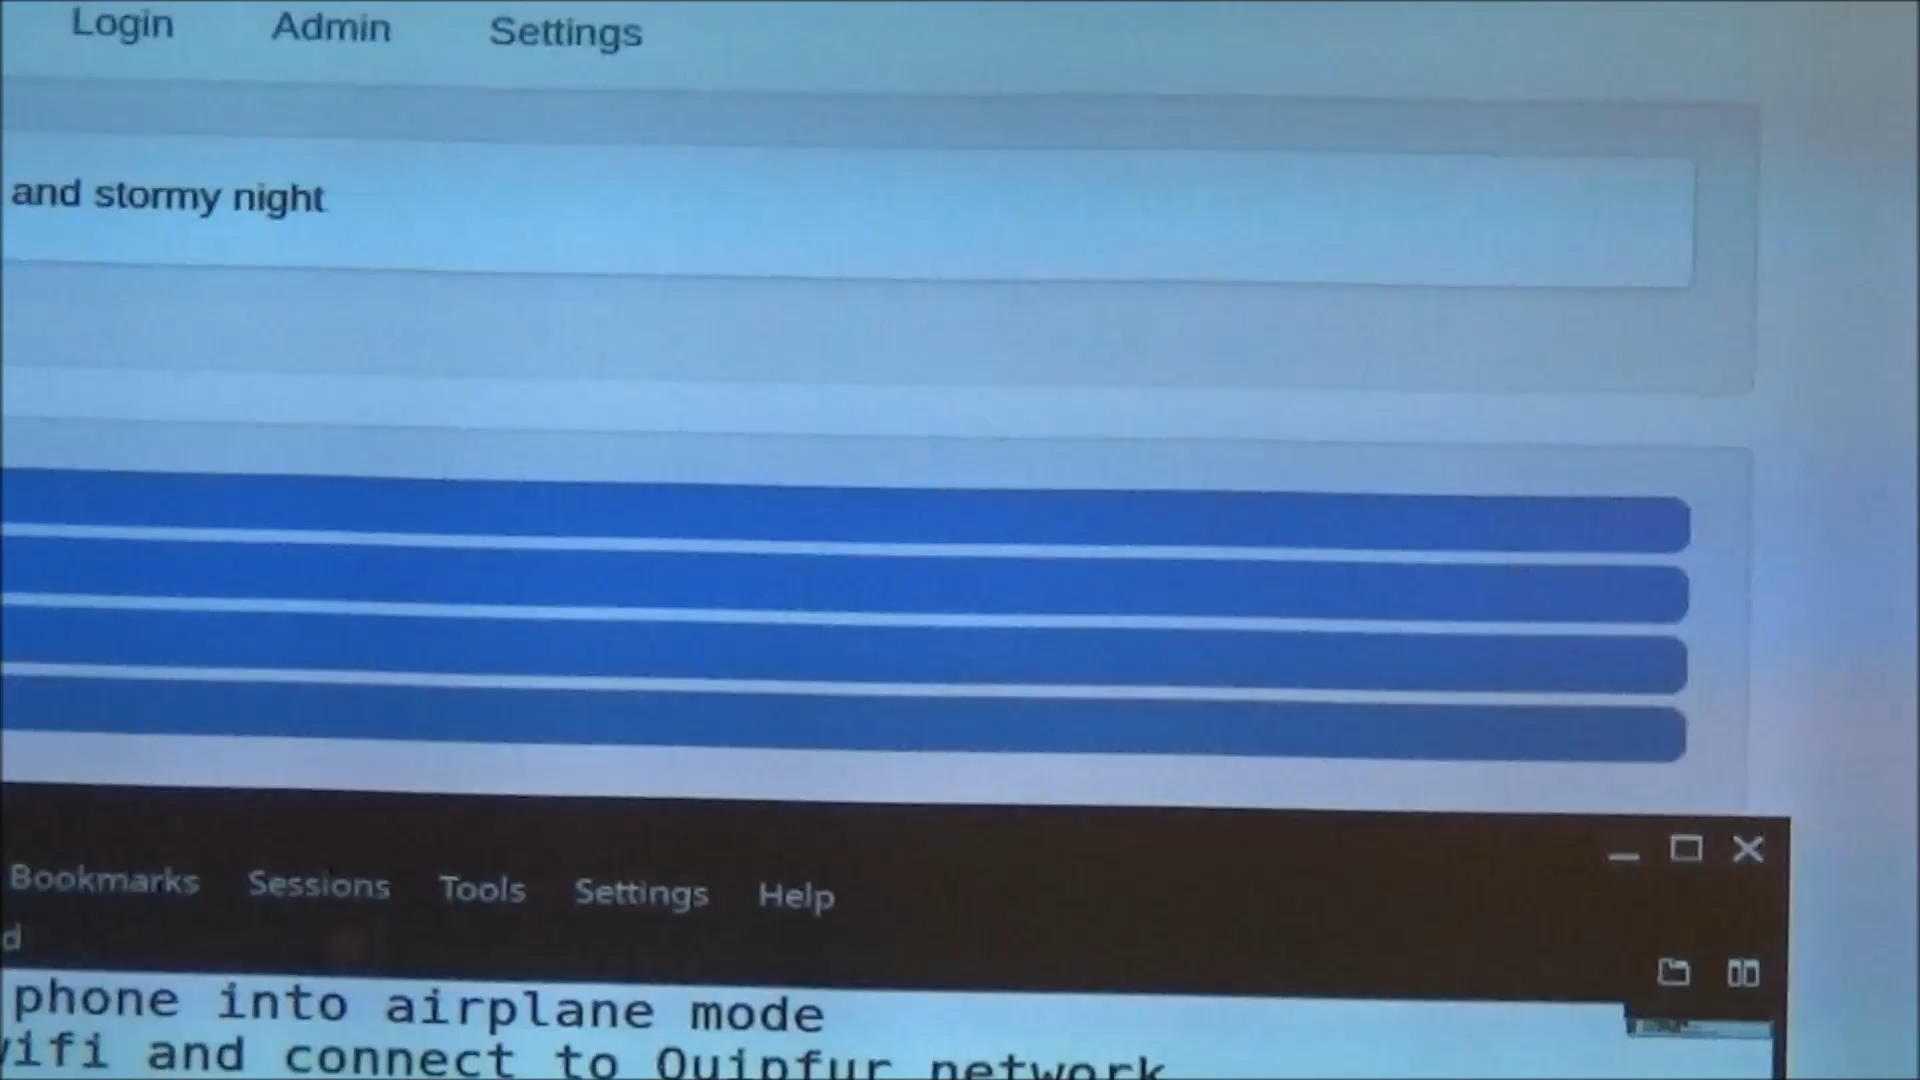 Login Admin Settings
and stormy night
Bookmarks Sessions Tools Settings Help
d
phone into airplane mode
wifi and connect to Quipfur network